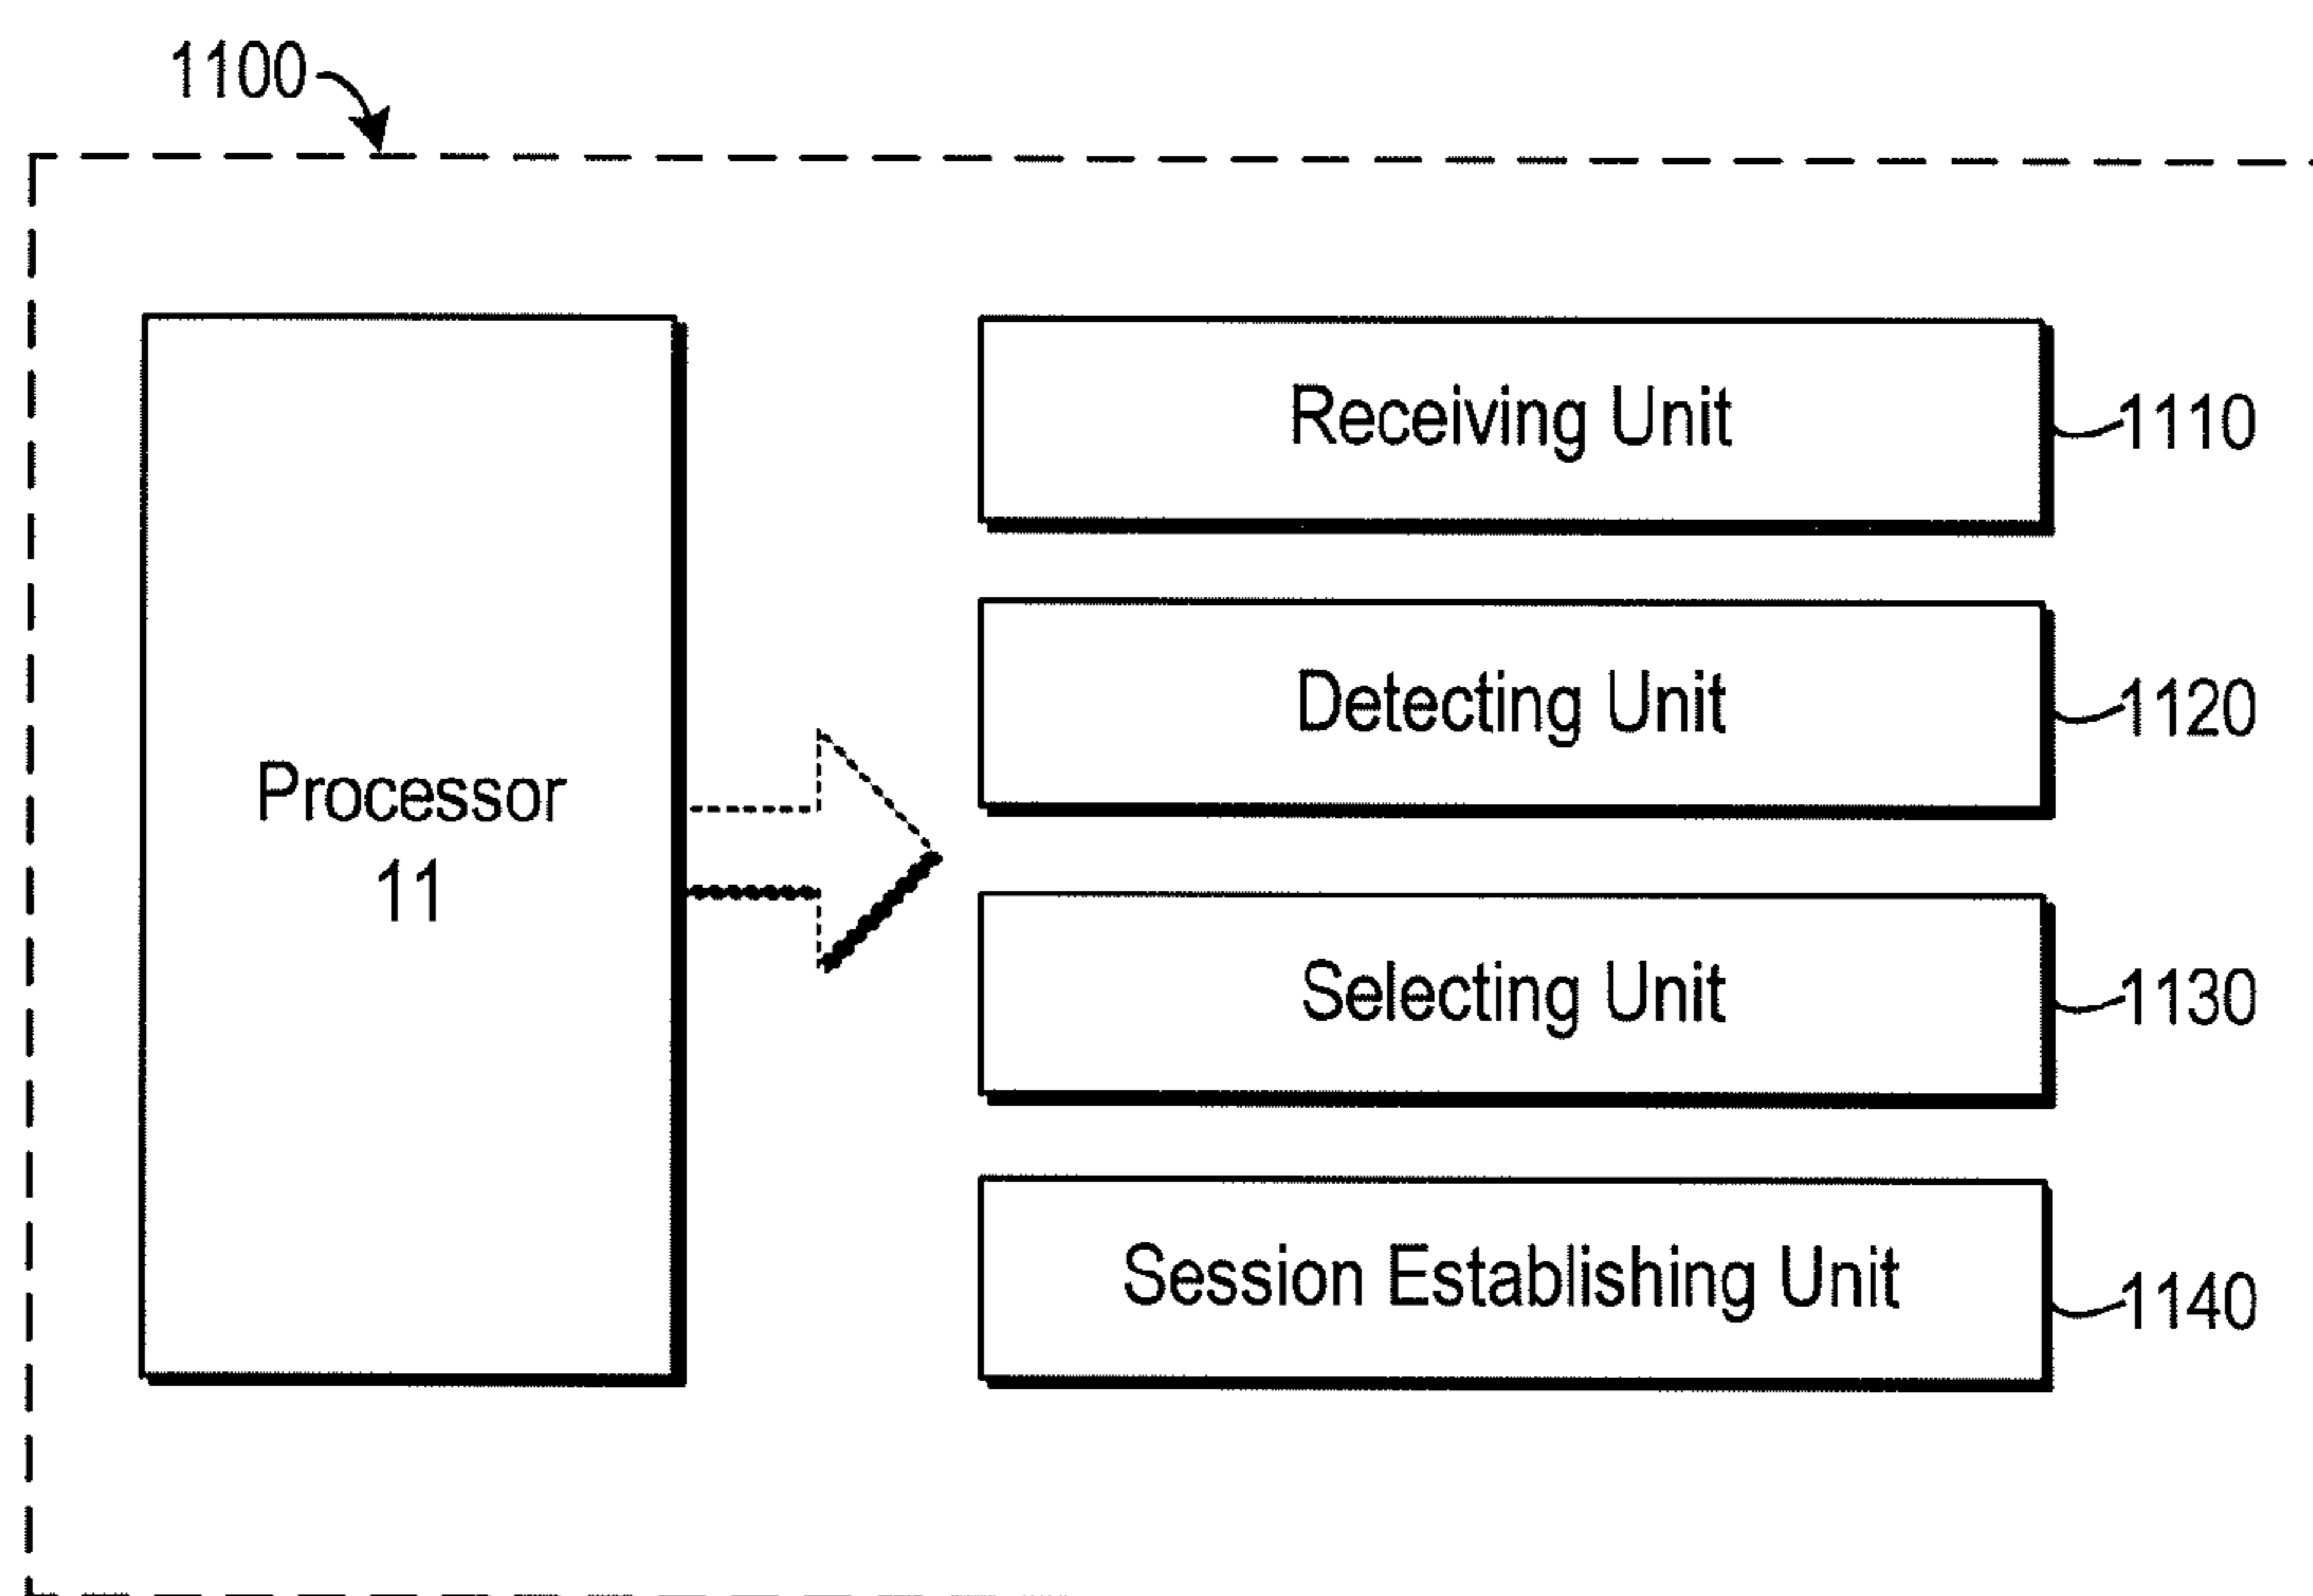 1100
Receiving Unit
1110
Detecting Unit
1120
Processor
11
Selecting Unit
1130
Session Establishing Unit
1140